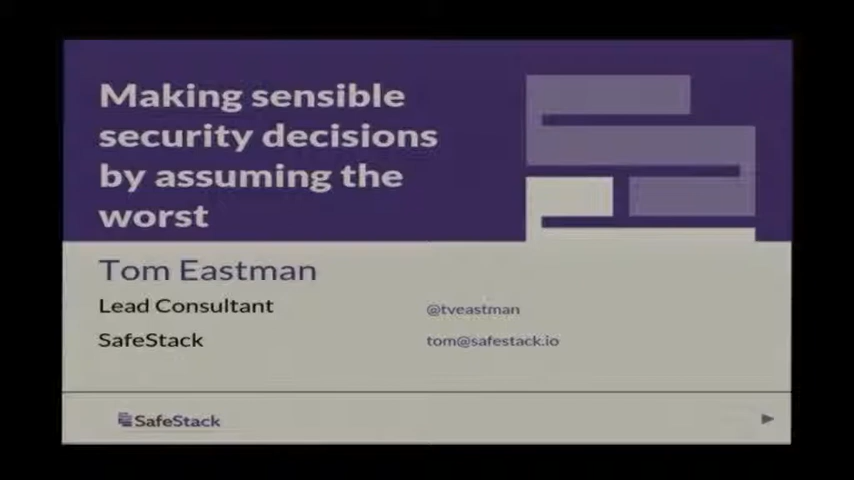 Making sensible
security decisions
by assuming the
worst
Tom Eastman
Lead Consultant
@tveastman
SafeStack
tom@safestack.io
SafeStack